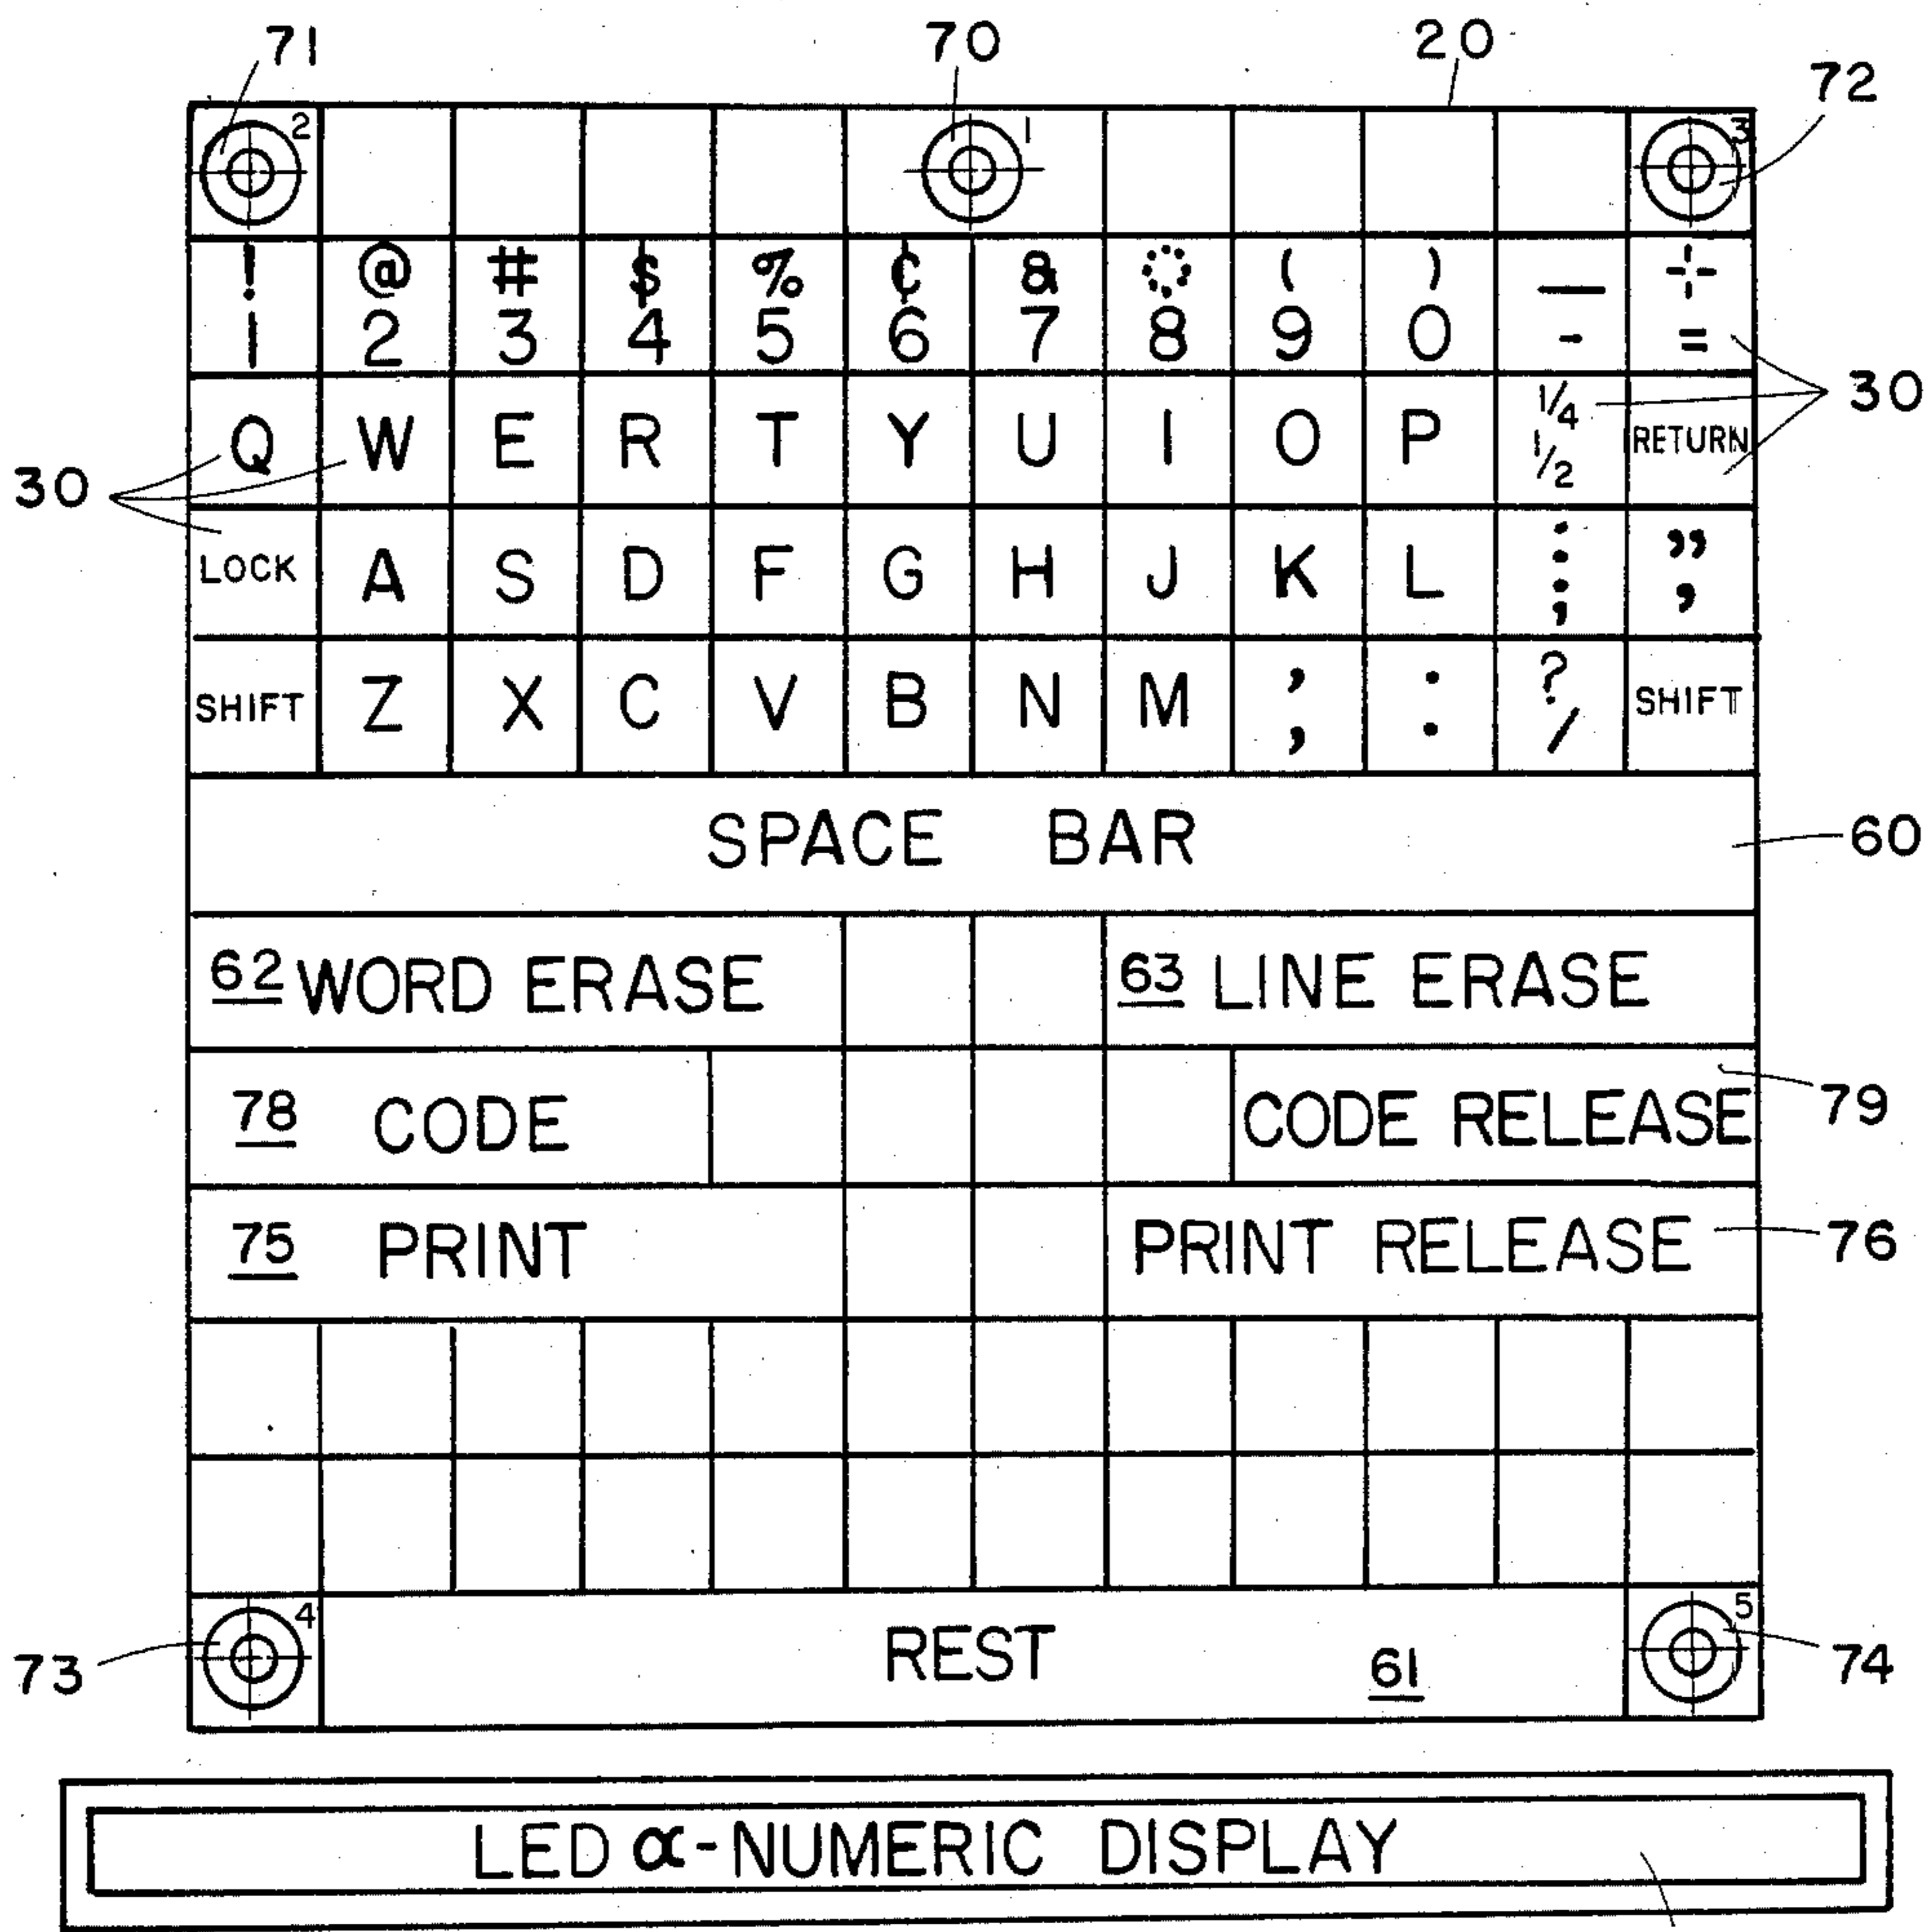 71 70 20 72
2 1 3
! @ # $ % ¢ & ( ) — ÷
1 2 3 4 5 6 7 8 9 0 - =
30
Q W E R T Y U I O P 1/4 1/2 RETURN
30
LOCK A S D F G H J K L : ; ” ,
SHIFT Z X C V B N M , , . . ? / SHIFT
SPACE BAR 60
62 WORD ERASE 63 LINE ERASE
78 CODE CODE RELEASE 79
75 PRINT PRINT RELEASE 76
4 5
73 REST 61 74
LED α-NUMERIC DISPLAY